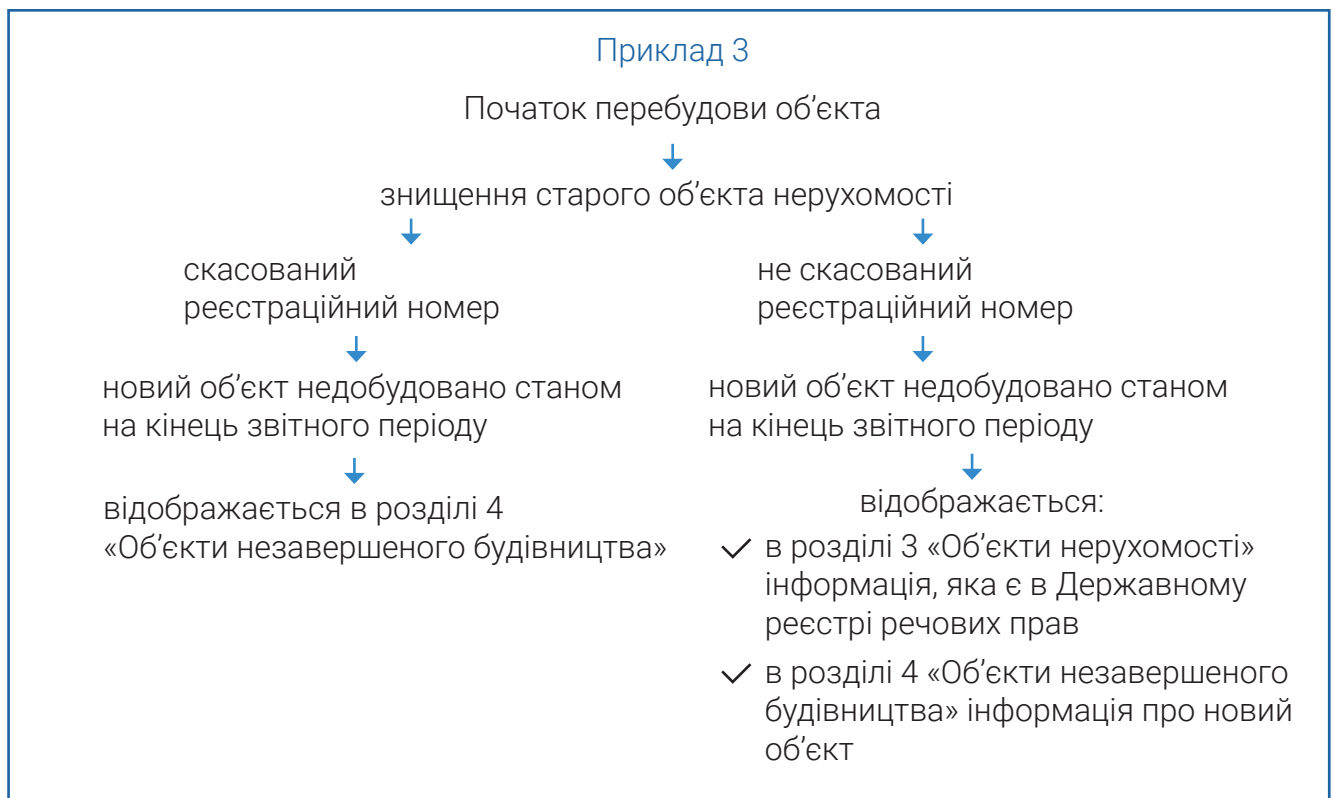 Приклад 3
Початок перебудови об’єкта
знищення старого об’єкта нерухомості
скасований
реєстраційний номер
новий об’єкт недобудовано станом
на кінець звітного періоду
відображається в розділі 4
«Об’єкти незавершеного будівництва»
не скасований
реєстраційний номер
новий об’єкт недобудовано станом
на кінець звітного періоду
відображається:
в розділі 3 «Об’єкти нерухомості»
інформація, яка є в Державному
реєстрі речових прав
в розділі 4 «Об’єкти незавершеного
будівництва» інформація про новий
об’єкт